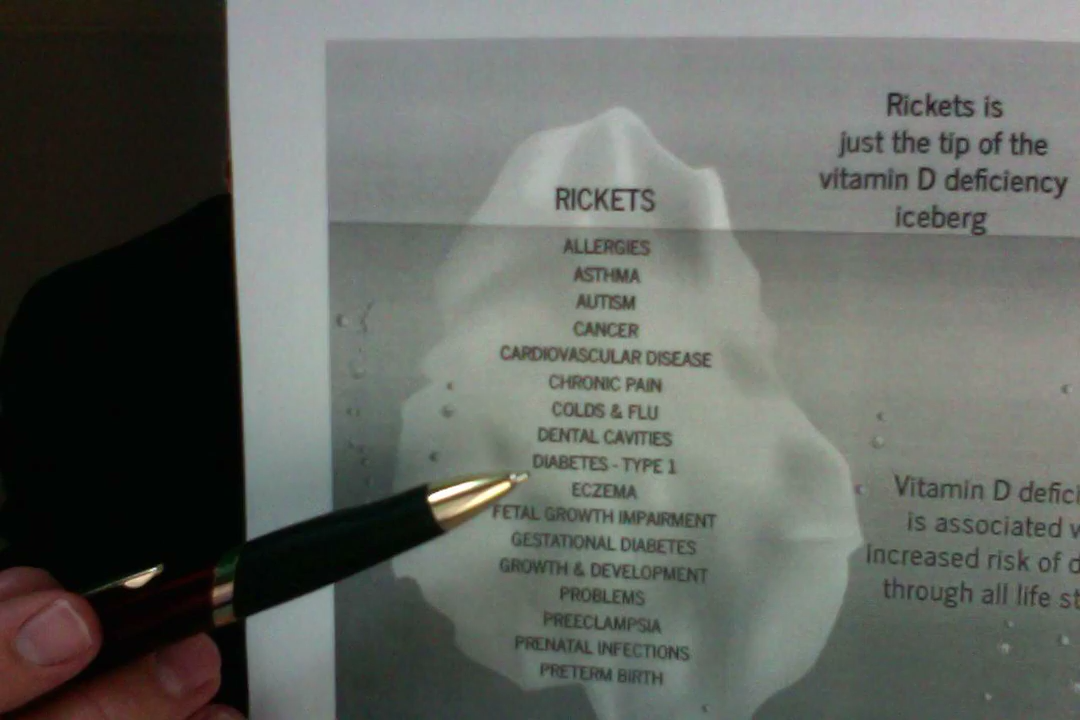 Rickets is
just the tip of the
vitamin D deficiency
iceberg
RICKETS
ALLERGIES
ASTHMA
AUTISM
CANCER
CARDIOVASCULAR DISEASE
CHRONIC PAIN
COLDS & FLU
DENTAL CAVITIES
DIABETES - TYPE 1
ECZEMA
FETAL GROWTH IMPAIRMENT
GESTATIONAL DIABETES
GROWTH & DEVELOPMENT
PROBLEMS
PREECLAMPSIA
PRENATAL INFECTIONS
PRETERM BIRTH
Vitamin D
is associated
increased risk of
through all life